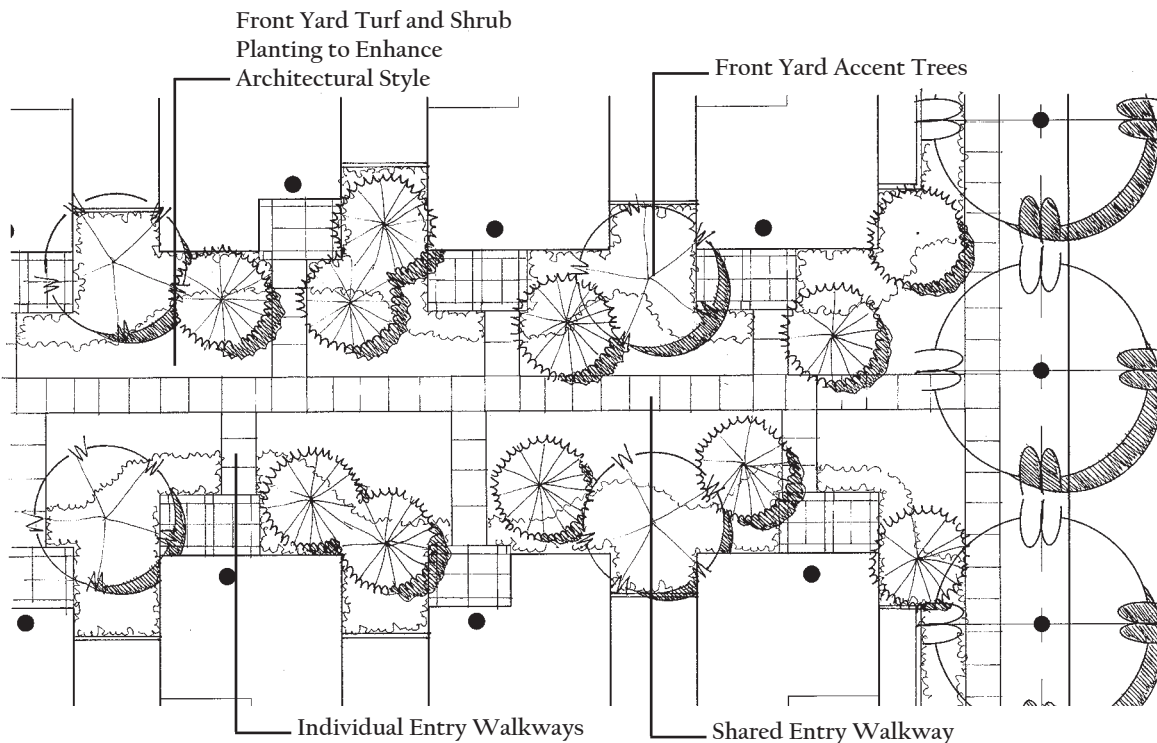 Front Yard Turf and Shrub
Planting to Enhance
Architectural Style
Front Yard Accent Trees
Individual Entry Walkways
Shared Entry Walkway